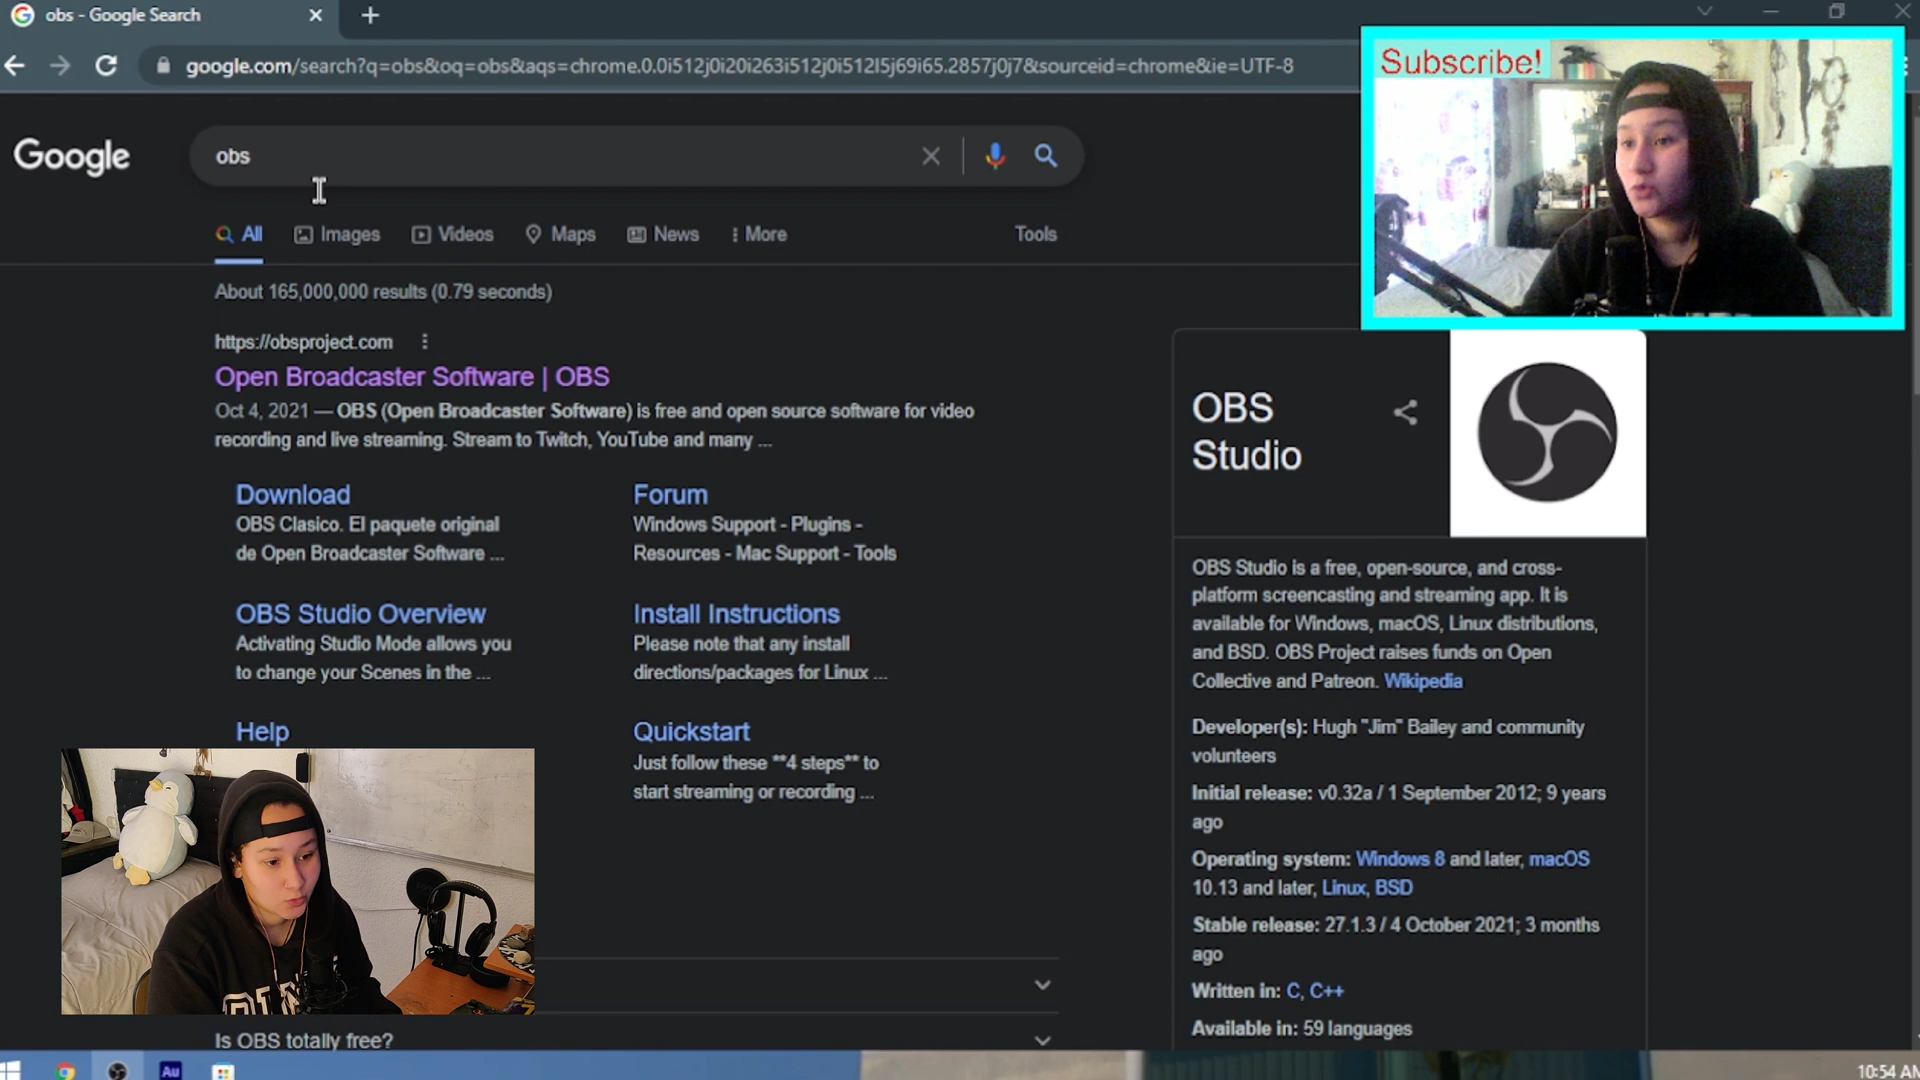 obs - Google Search
google.com/search?q=obs&oq=obs&aqs=chrome.0.0i512j0i20i263i512j0i512l5j69i65.2857j0j7&sourceid=chrome&ie=UTF-8
Subscribe!
Google
obs
All
Images
Videos
Maps
News
More
Tools
About 165,000,000 results (0.79 seconds)
https://obsproject.com
Open Broadcaster Software | OBS
Oct 4, 2021 — OBS (Open Broadcaster Software) is free and open source software for video
recording and live streaming. Stream to Twitch, YouTube and many ...
Download
OBS Clasico. El paquete original
de Open Broadcaster Software ...
Forum
Windows Support - Plugins -
Resources - Mac Support - Tools
OBS Studio Overview
Activating Studio Mode allows you
to change your Scenes in the ...
Install Instructions
Please note that any install
directions/packages for Linux ...
Help
Quickstart
Just follow these **4 steps** to
start streaming or recording ...
Is OBS totally free?
OBS
Studio
OBS Studio is a free, open-source, and cross-
platform screencasting and streaming app. It is
available for Windows, macOS, Linux distributions,
and BSD. OBS Project raises funds on Open
Collective and Patreon. Wikipedia
Developer(s): Hugh "Jim" Bailey and community
volunteers
Initial release: v0.32a / 1 September 2012; 9 years
ago
Operating system: Windows 8 and later, macOS
10.13 and later, Linux, BSD
Stable release: 27.1.3 / 4 October 2021; 3 months
ago
Written in: C, C++
Available in: 59 languages
Au
10:54 AM